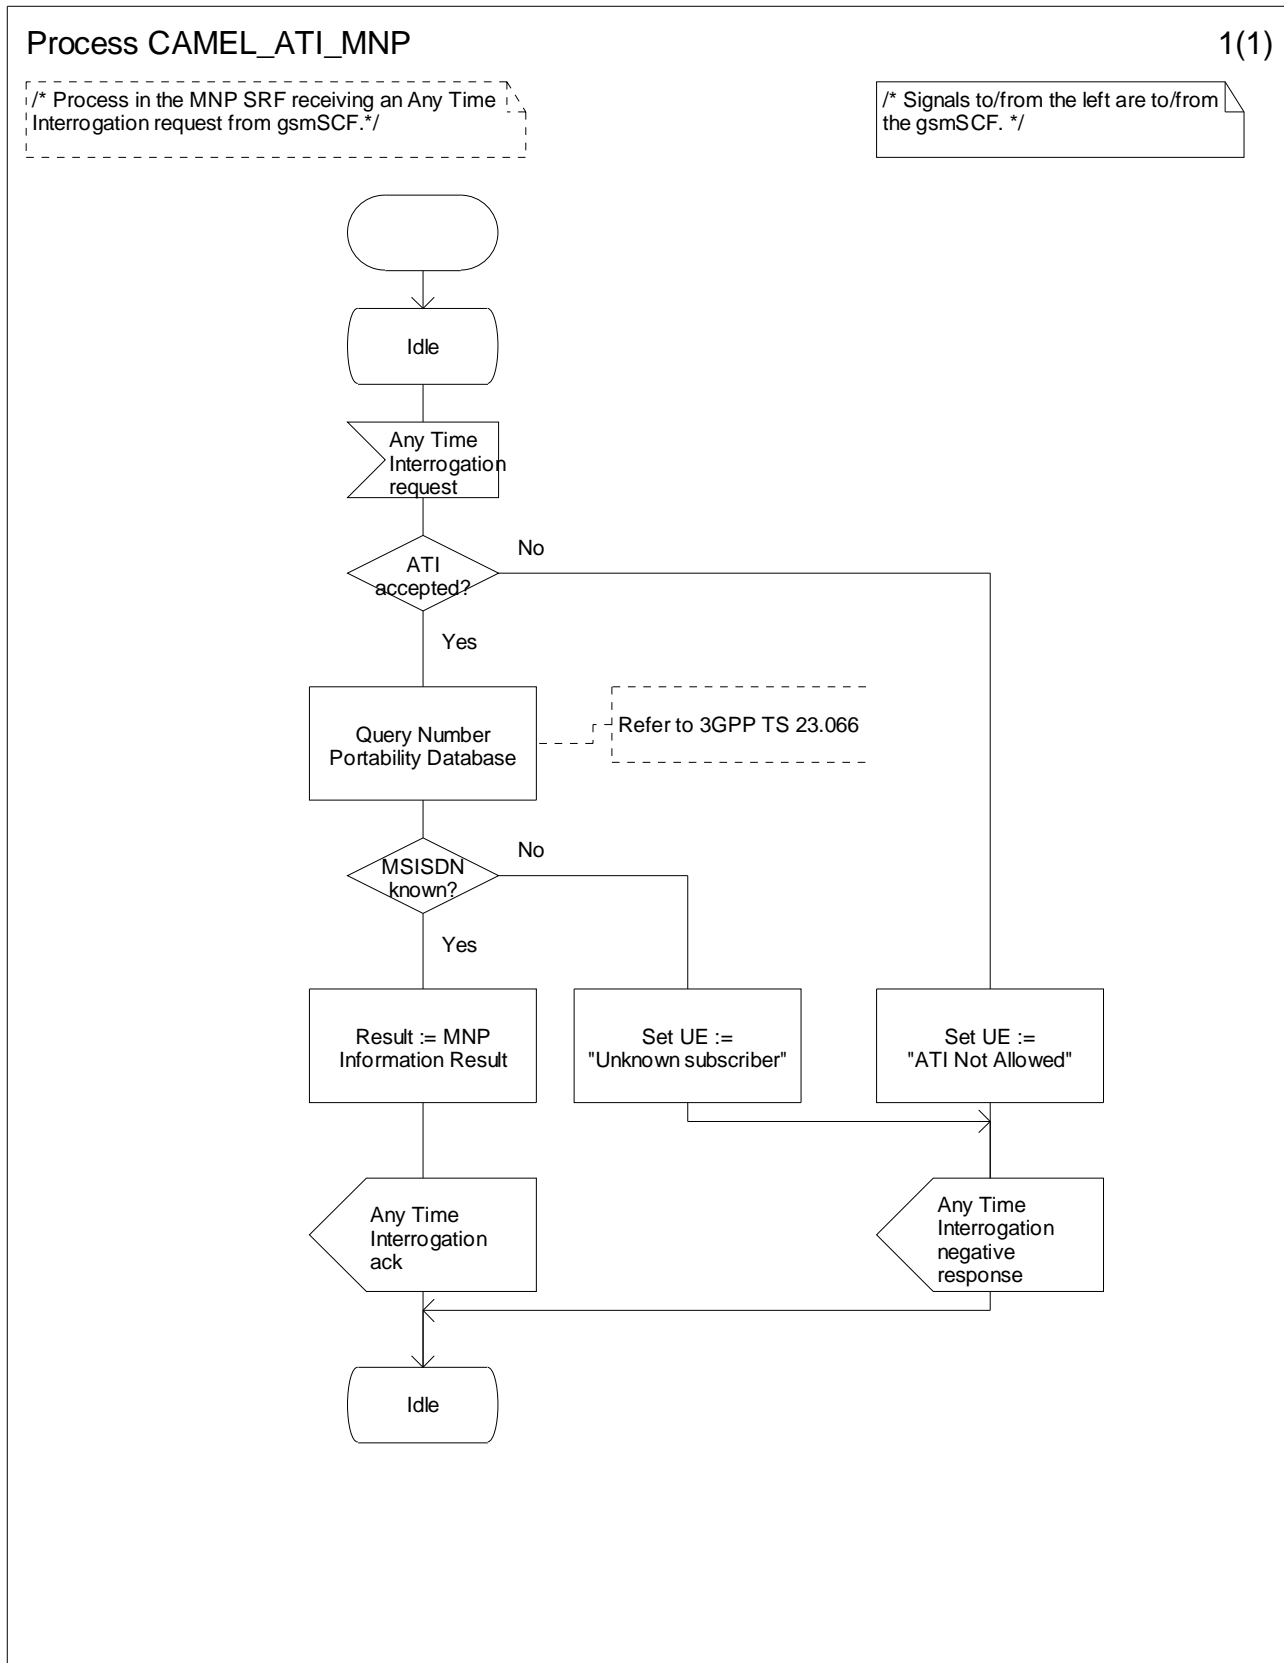 Process CAMEL_ATI_MNP
1(1)
/* Process in the MNP SRF receiving an Any Time
Interrogation request from gsmSCF.*/
/* Signals to/from the left are to/from
the gsmSCF. */
Idle
Any Time
Interrogation
request
ATI
accepted?
No
Yes
Query Number
Portability Database
Refer to 3GPP TS 23.066
MSISDN
known?
No
Yes
Result := MNP
Information Result
Set UE :=
"Unknown subscriber"
Set UE :=
"ATI Not Allowed"
Any Time
Interrogation
ack
Any Time
Interrogation
negative
response
Idle